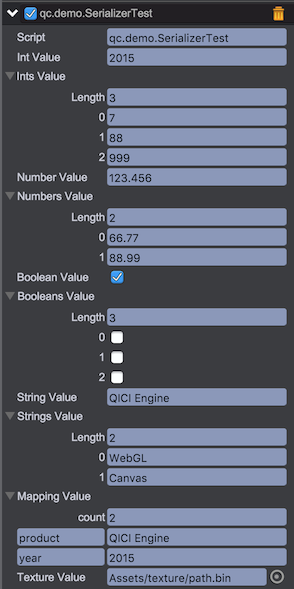 qc.demo.SerializerTest
Script qc.demo.SerializerTest
Int Value 2015
Ints Value
Length 3
0 7
1 88
2 999
Number Value 123.456
Numbers Value
Length 2
0 66.77
1 88.99
Boolean Value
Booleans Value
Length 3
0
1
2
String Value QICI Engine
Strings Value
Length 2
0 WebGL
1 Canvas
Mapping Value
count 2
product QICI Engine
year 2015
Texture Value Assets/texture/path.bin